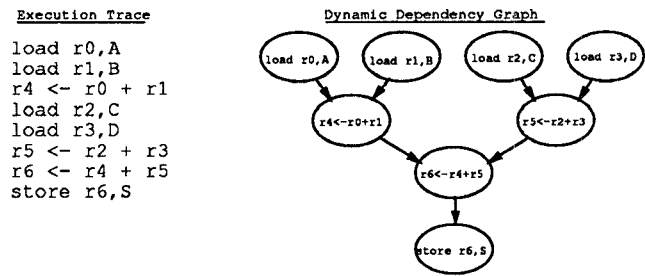 Execution Trace
load r0,A
load r1,B
r4 <- r0 + r1
load r2,C
load r3,D
r5 <- r2 + r3
r6 <- r4 + r5
store r6,S
Dynamic Dependency Graph
load r0,A
load r1,B
load r2,C
load r3,D
r4<-r0+r1
r5<-r2+r3
r6<-r4+r5
store r6,S